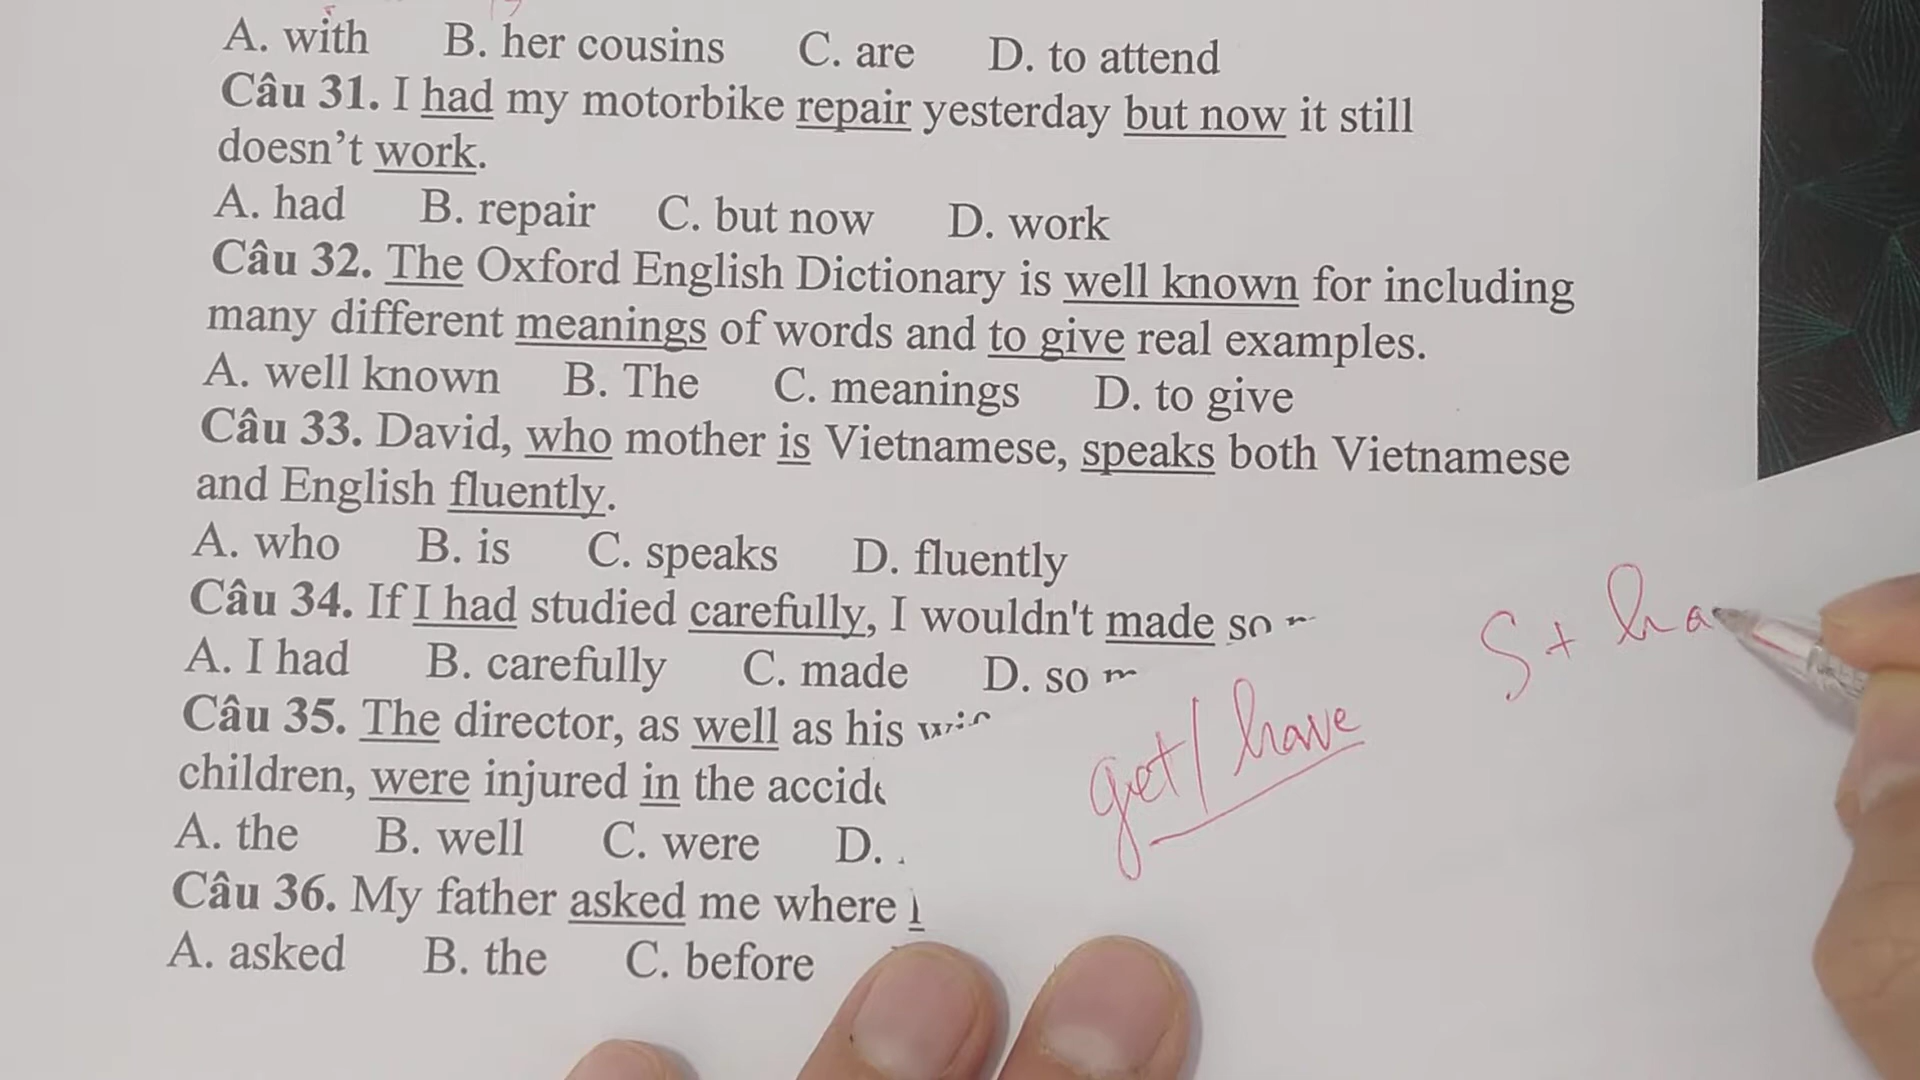 A. with B. her cousins C. are D. to attend
Câu 31. I had my motorbike repair yesterday but now it still
doesn’t work.
A. had B. repair C. but now D. work
Câu 32. The Oxford English Dictionary is well known for including
many different meanings of words and to give real examples.
A. well known B. The C. meanings D. to give
Câu 33. David, who mother is Vietnamese, speaks both Vietnamese
and English fluently.
A. who B. is C. speaks D. fluently
Câu 34. If I had studied carefully, I wouldn't made so
A. I had B. carefully C. made D. so
Câu 35. The director, as well as his
children, were injured in the
A. the B. well C. were D.
Câu 36. My father asked me where
A. asked B. the C. before
S + ha
get / have